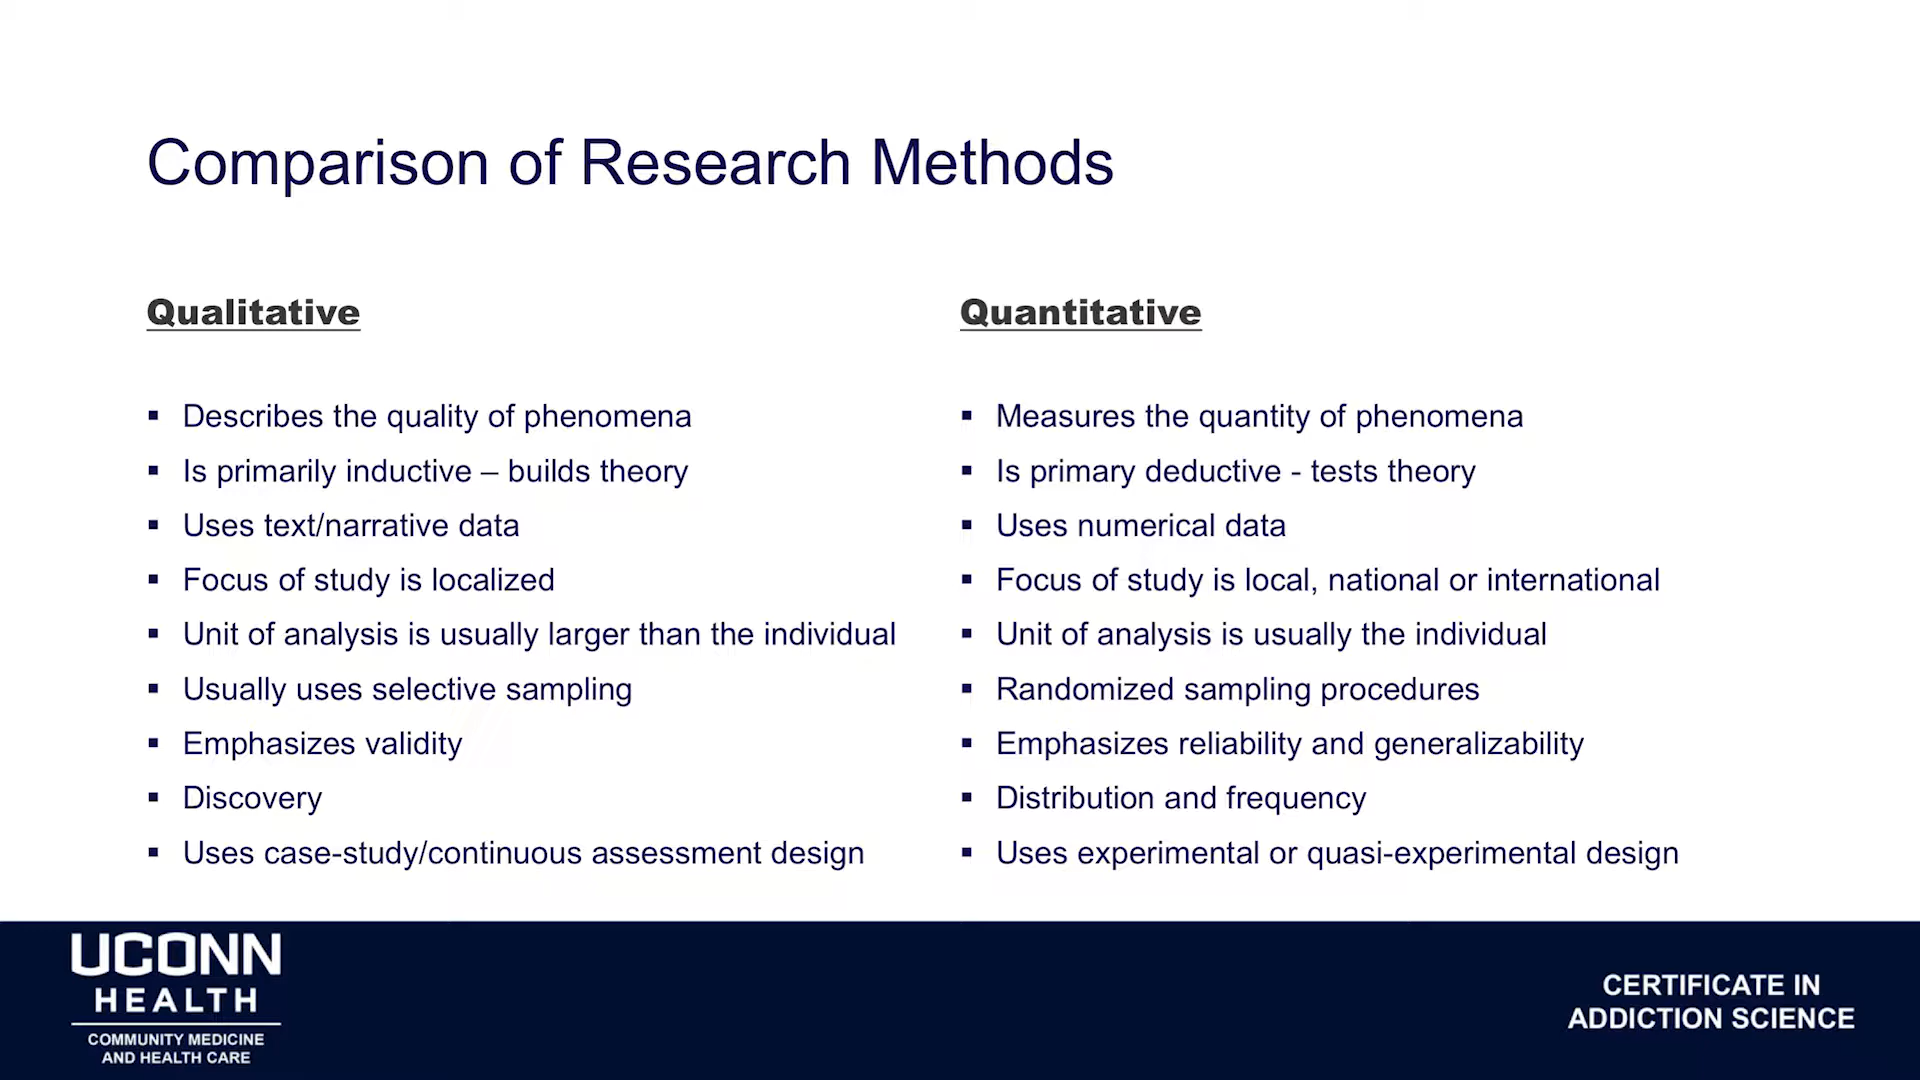 Comparison of Research Methods
Qualitative
▪ Describes the quality of phenomena
▪ Is primarily inductive – builds theory
▪ Uses text/narrative data
▪ Focus of study is localized
▪ Unit of analysis is usually larger than the individual
▪ Usually uses selective sampling
▪ Emphasizes validity
▪ Discovery
▪ Uses case-study/continuous assessment design
Quantitative
▪ Measures the quantity of phenomena
▪ Is primary deductive - tests theory
▪ Uses numerical data
▪ Focus of study is local, national or international
▪ Unit of analysis is usually the individual
▪ Randomized sampling procedures
▪ Emphasizes reliability and generalizability
▪ Distribution and frequency
▪ Uses experimental or quasi-experimental design
UCONN
HEALTH
COMMUNITY MEDICINE
AND HEALTH CARE
CERTIFICATE IN
ADDICTION SCIENCE